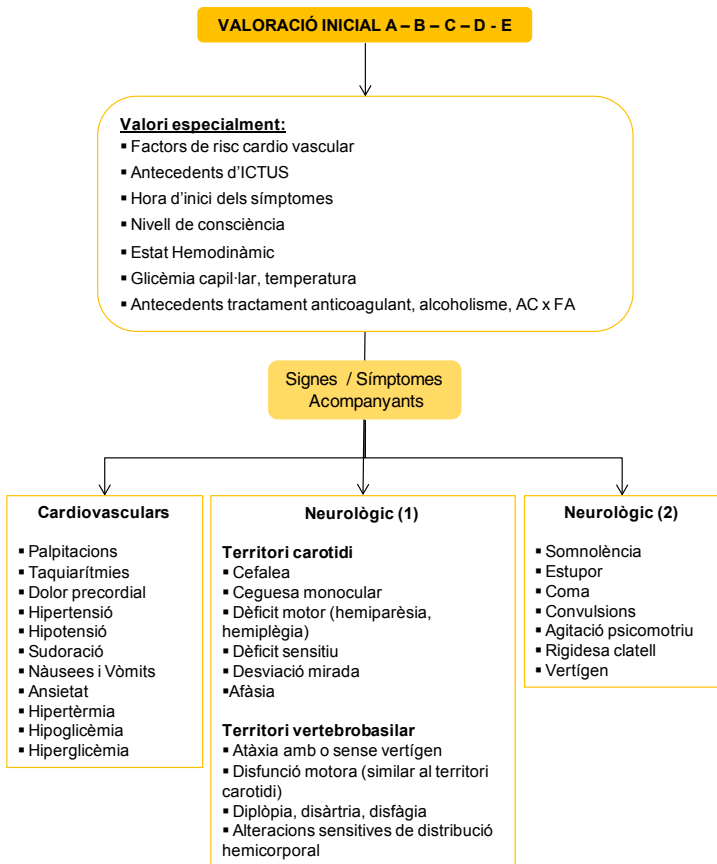 VALORACIÓ INICIAL A – B – C – D - E
Valori especialment:
▪ Factors de risc cardio vascular
▪ Antecedents d’ICTUS
▪ Hora d’inici dels símptomes
▪ Nivell de consciència
▪ Estat Hemodinàmic
▪ Glicèmia capil·lar, temperatura
▪ Antecedents tractament anticoagulant, alcoholisme, AC x FA
Signes / Símptomes
Acompanyants
Cardiovasculars
▪ Palpitacions
▪ Taquiarítmies
▪ Dolor precordial
▪ Hipertensió
▪ Hipotensió
▪ Sudoració
▪ Nàusees i Vòmits
▪ Ansietat
▪ Hipertèrmia
▪ Hipoglicèmia
▪ Hiperglicèmia
Neurològic (1)
Territori carotidi
▪ Cefalea
▪ Ceguesa monocular
▪ Dèficit motor (hemiparèsia,
hemiplègia)
▪ Dèficit sensitiu
▪ Desviació mirada
▪Afàsia
Territori vertebrobasilar
▪ Atàxia amb o sense vertígen
▪ Disfunció motora (similar al territori
carotidi)
▪ Diplòpia, disàrtria, disfàgia
▪ Alteracions sensitives de distribució
hemicorporal
Neurològic (2)
▪ Somnolència
▪ Estupor
▪ Coma
▪ Convulsions
▪ Agitació psicomotriu
▪ Rigidesa clatell
▪ Vertígen